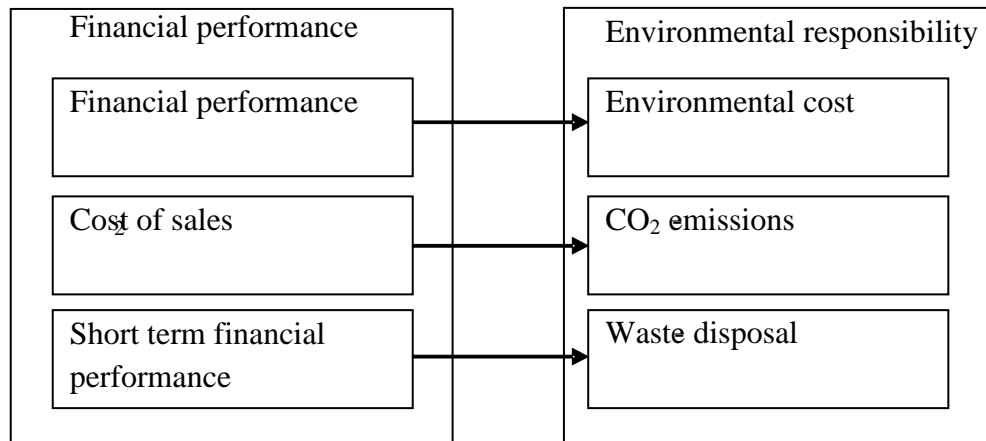 Financial performance
Environmental responsibility
Financial performance
Environmental cost
Cost of sales
CO₂ emissions
Short term financial
performance
Waste disposal